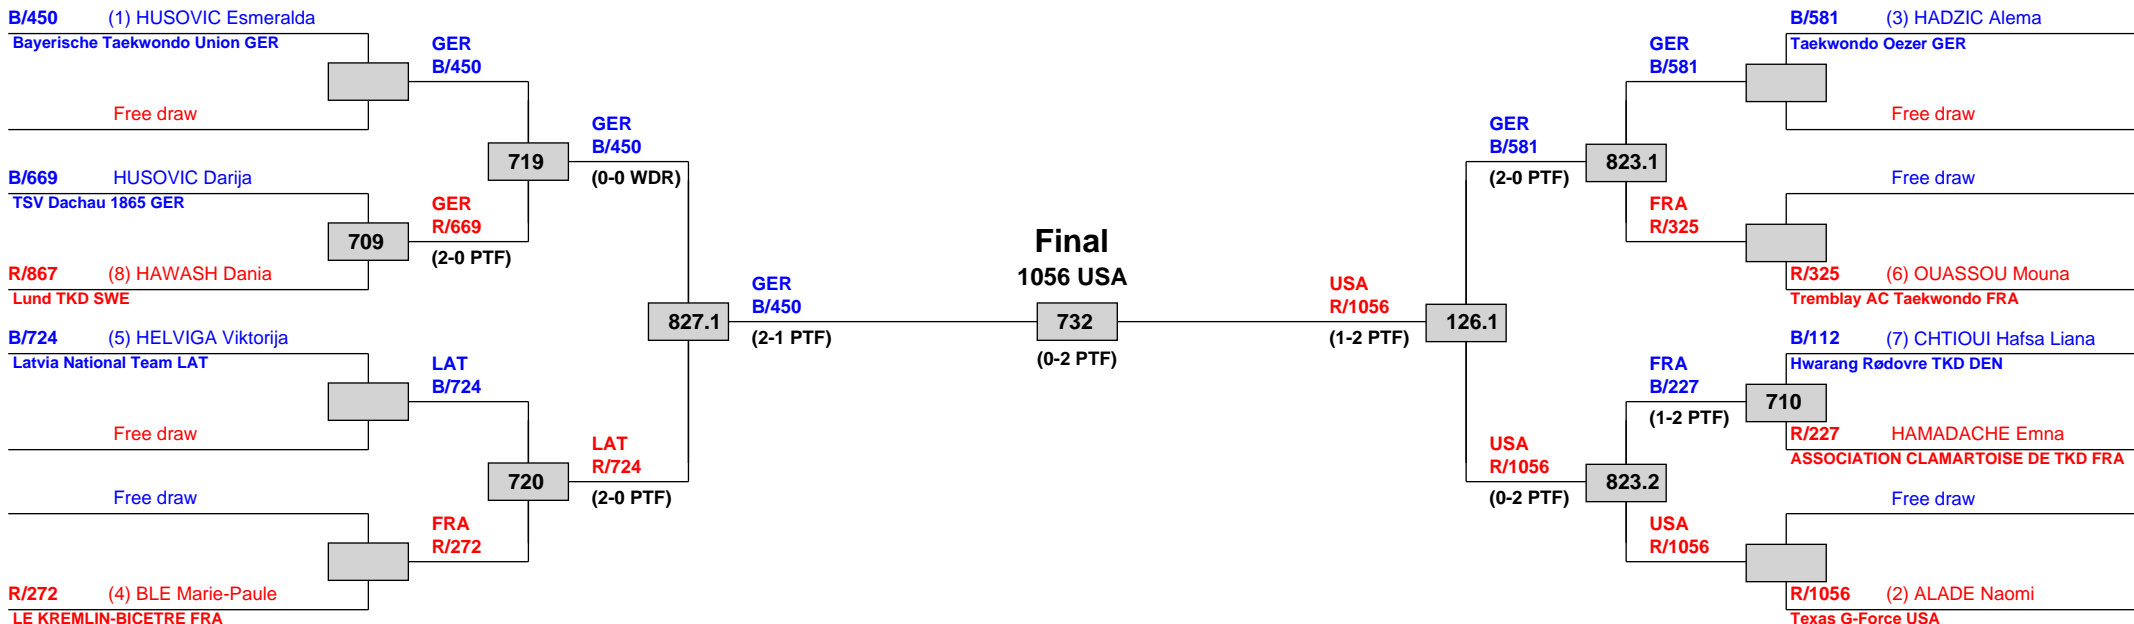 B/450 (1) HUSOVIC Esmeralda
Bayerische Taekwondo Union GER
Free draw
B/669 HUSOVIC Darija
TSV Dachau 1865 GER
R/867 (8) HAWASH Dania
Lund TKD SWE
B/724 (5) HELVIGA Viktorija
Latvia National Team LAT
Free draw
Free draw
R/272 (4) BLE Marie-Paule
LE KREMLIN-BICETRE FRA
709
GER
B/450
GER
R/669
(2-0 PTF)
LAT
B/724
FRA
R/272
719
720
GER
B/450
(0-0 WDR)
LAT
R/724
(2-0 PTF)
827.1
GER
B/450
(2-1 PTF)
Final
1056 USA
732
(0-2 PTF)
USA
R/1056
(1-2 PTF)
126.1
GER
B/581
(2-0 PTF)
USA
R/1056
(0-2 PTF)
823.1
823.2
GER
B/581
FRA
R/325
FRA
B/227
(1-2 PTF)
USA
R/1056
710
B/581 (3) HADZIC Alema
Taekwondo Oezer GER
Free draw
Free draw
R/325 (6) OUASSOU Mouna
Tremblay AC Taekwondo FRA
B/112 (7) CHTIOUI Hafsa Liana
Hwarang Rødovre TKD DEN
R/227 HAMADACHE Emna
ASSOCIATION CLAMARTOISE DE TKD FRA
Free draw
R/1056 (2) ALADE Naomi
Texas G-Force USA